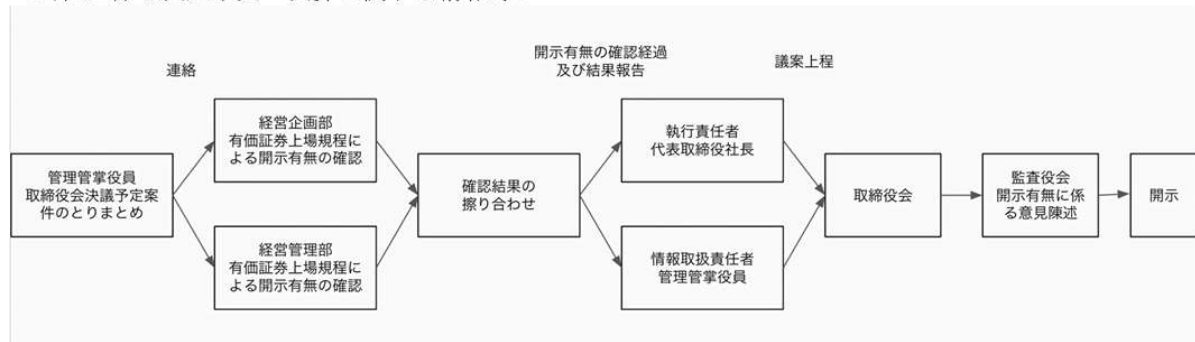 連絡
開示有無の確認経過
及び結果報告
議案上程
管理管掌役員
取締役会決議予定案
件のとりまとめ
経営企画部
有価証券上場規程に
よる開示有無の確認
経営管理部
有価証券上場規程に
よる開示有無の確認
確認結果の
擦り合わせ
執行責任者
代表取締役社長
情報取扱責任者
管理管掌役員
取締役会
監査役会
開示有無に係
る意見陳述
開示